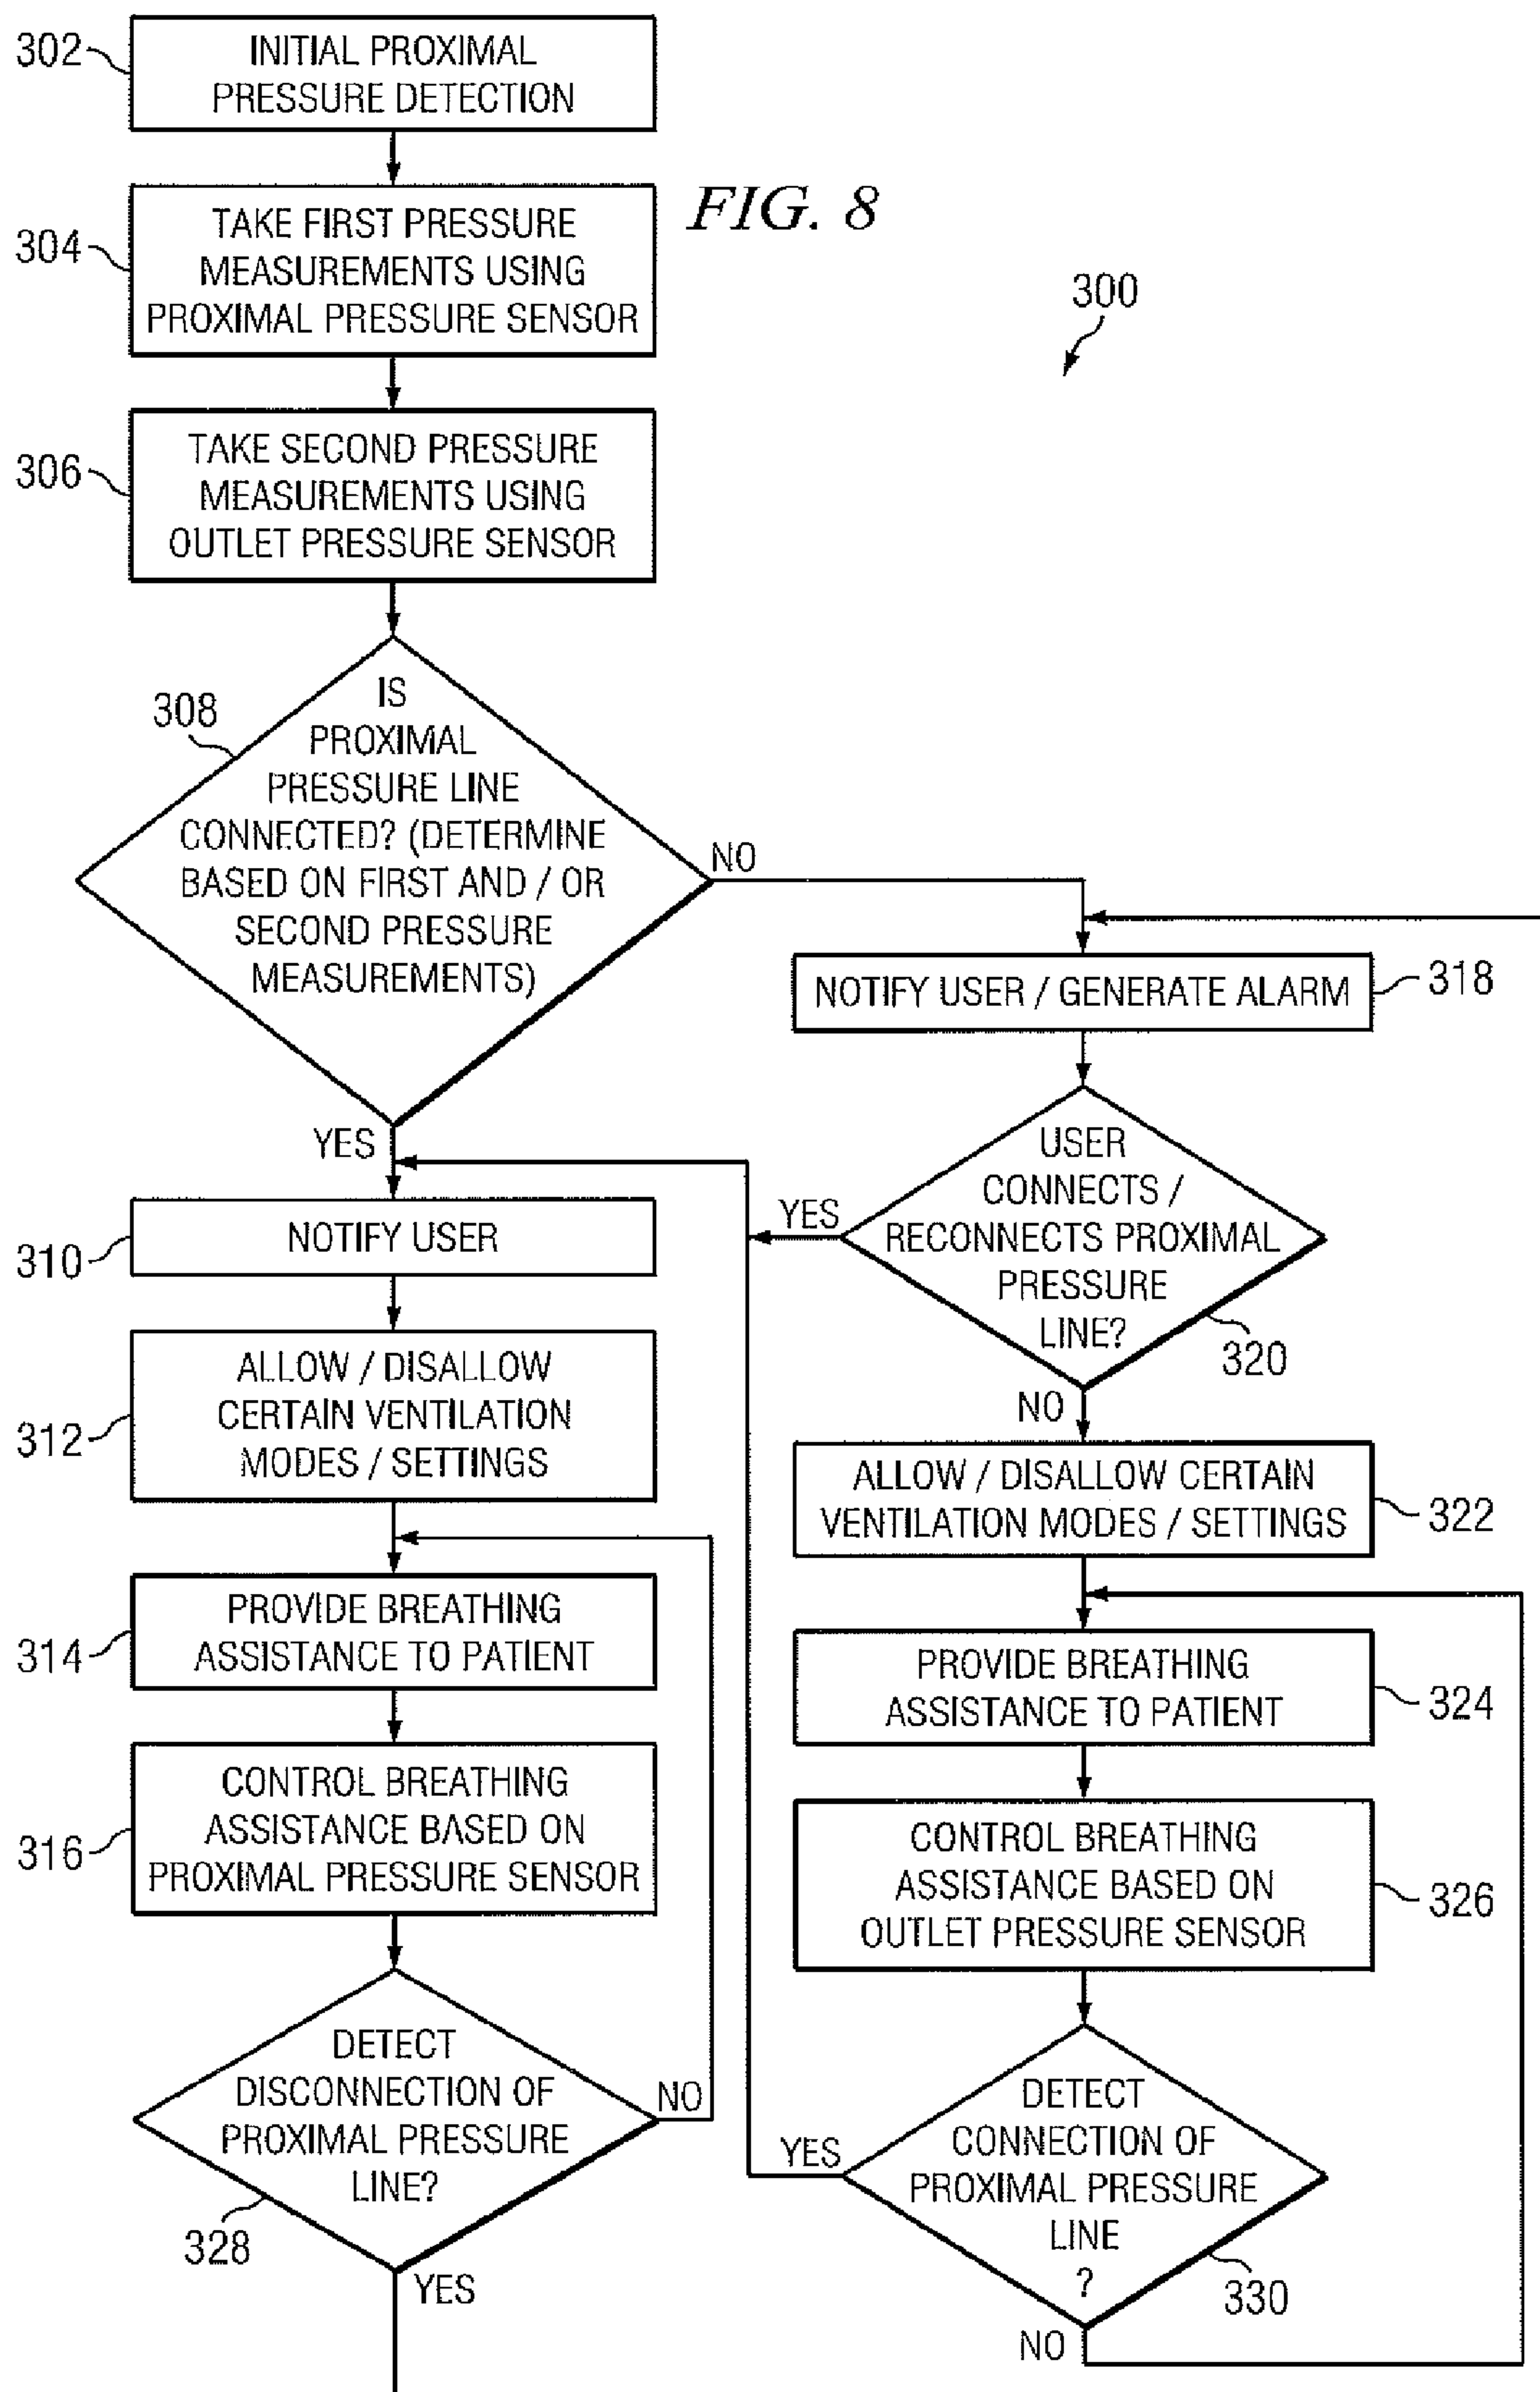 302
INITIAL PROXIMAL
PRESSURE DETECTION
FIG. 8
300
304
TAKE FIRST PRESSURE
MEASUREMENTS USING
PROXIMAL PRESSURE SENSOR
306
TAKE SECOND PRESSURE
MEASUREMENTS USING
OUTLET PRESSURE SENSOR
308
IS
PROXIMAL
PRESSURE LINE
CONNECTED? (DETERMINE
BASED ON FIRST AND / OR
SECOND PRESSURE
MEASUREMENTS)
NO
YES
310
NOTIFY USER
312
ALLOW / DISALLOW
CERTAIN VENTILATION
MODES / SETTINGS
314
PROVIDE BREATHING
ASSISTANCE TO PATIENT
316
CONTROL BREATHING
ASSISTANCE BASED ON
PROXIMAL PRESSURE SENSOR
DETECT
DISCONNECTION OF
PROXIMAL PRESSURE
LINE?
NO
328
YES
NOTIFY USER / GENERATE ALARM
318
USER
CONNECTS /
RECONNECTS PROXIMAL
PRESSURE
LINE?
YES
320
NO
ALLOW / DISALLOW CERTAIN
VENTILATION MODES / SETTINGS
322
PROVIDE BREATHING
ASSISTANCE TO PATIENT
324
CONTROL BREATHING
ASSISTANCE BASED ON
OUTLET PRESSURE SENSOR
326
DETECT
CONNECTION OF
PROXIMAL PRESSURE
LINE
?
YES
330
NO